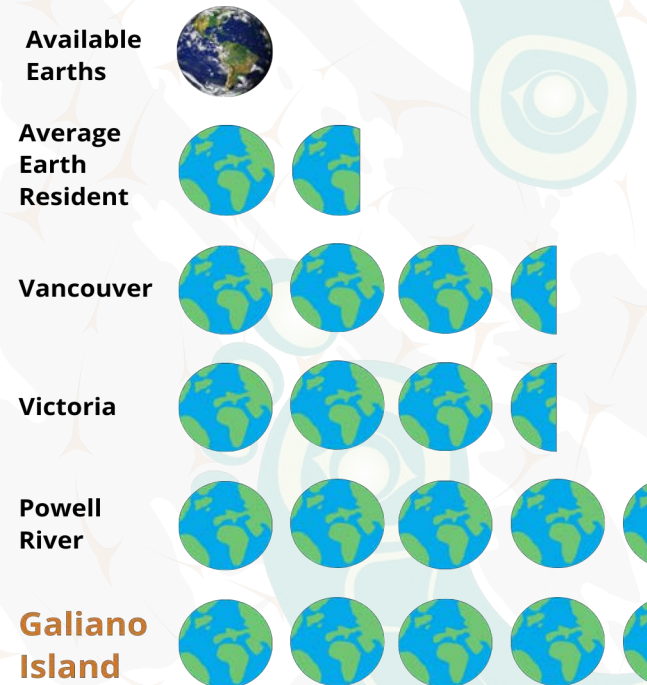 Available
Earths
Average
Earth
Resident
Vancouver
Victoria
Powell
River
Galiano
Island